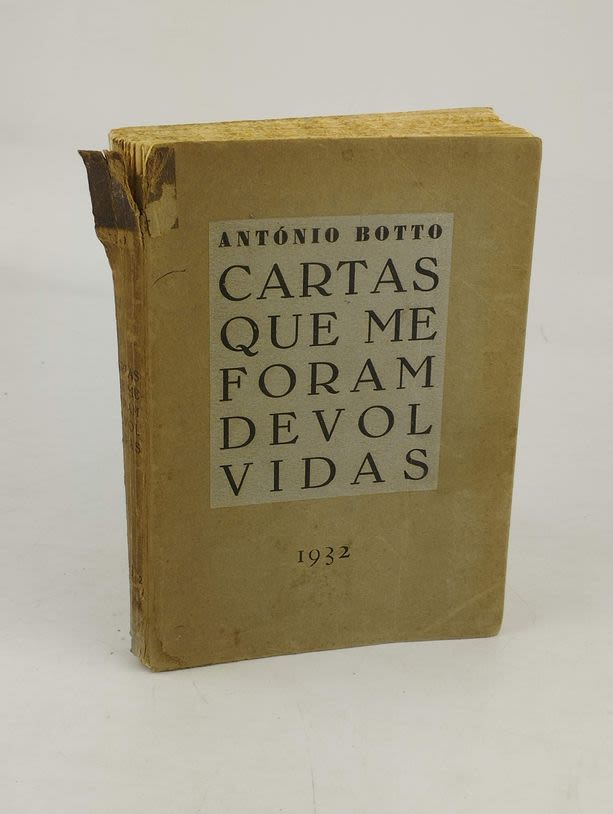 ANTÓNIO BOTTO
CARTAS
QUE ME
FORAM
DEVOL
VIDAS
1932